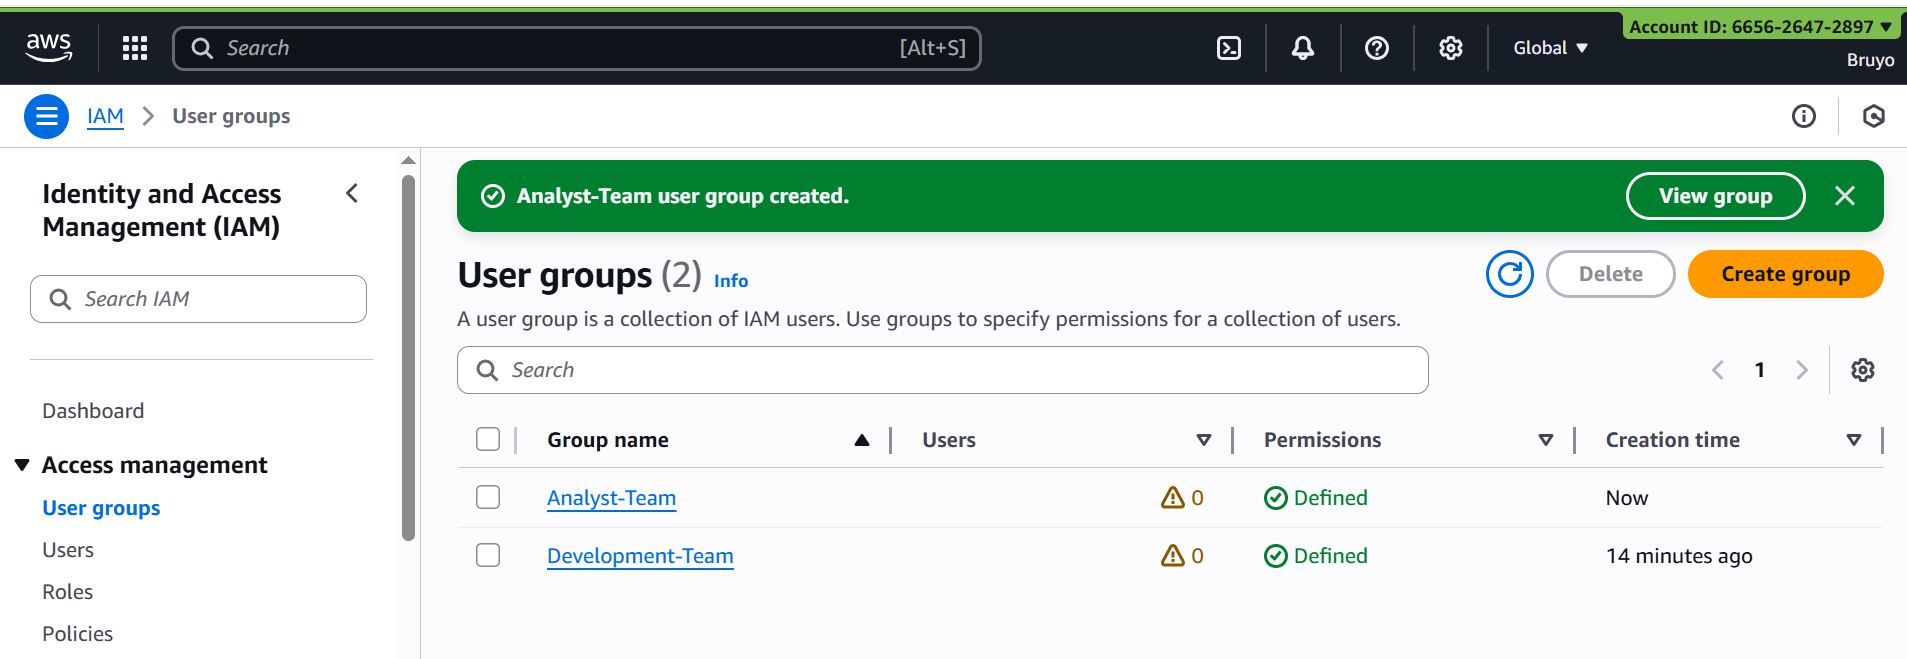 aws
Search [Alt+S]
Global
Account ID: 6656-2647-2897
Bruyo
IAM
User groups
Identity and Access
Management (IAM)
Search IAM
Dashboard
Access management
User groups
Users
Roles
Policies
Analyst-Team user group created.
View group
User groups (2) Info
Delete
Create group
A user group is a collection of IAM users. Use groups to specify permissions for a collection of users.
Search
1
Group name Users Permissions Creation time
Analyst-Team 0 Defined Now
Development-Team 0 Defined 14 minutes ago